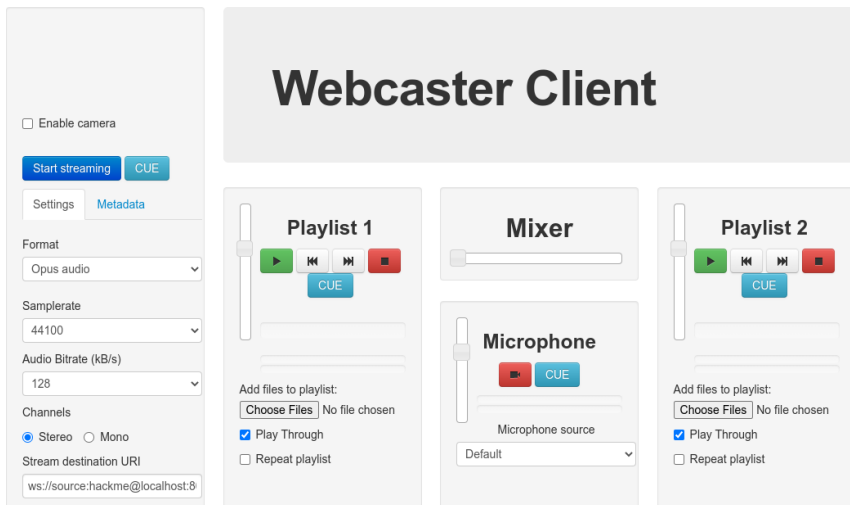 Webcaster Client
Enable camera
Start streaming CUE
Settings Metadata
Format
Opus audio
Samplerate
44100
Audio Bitrate (kB/s)
128
Channels
Stereo Mono
Stream destination URI
ws://source:hackme@localhost:8
Playlist 1
CUE
Add files to playlist:
Choose Files No file chosen
Play Through
Repeat playlist
Mixer
Microphone
CUE
Microphone source
Default
Playlist 2
CUE
Add files to playlist:
Choose Files No file chosen
Play Through
Repeat playlist